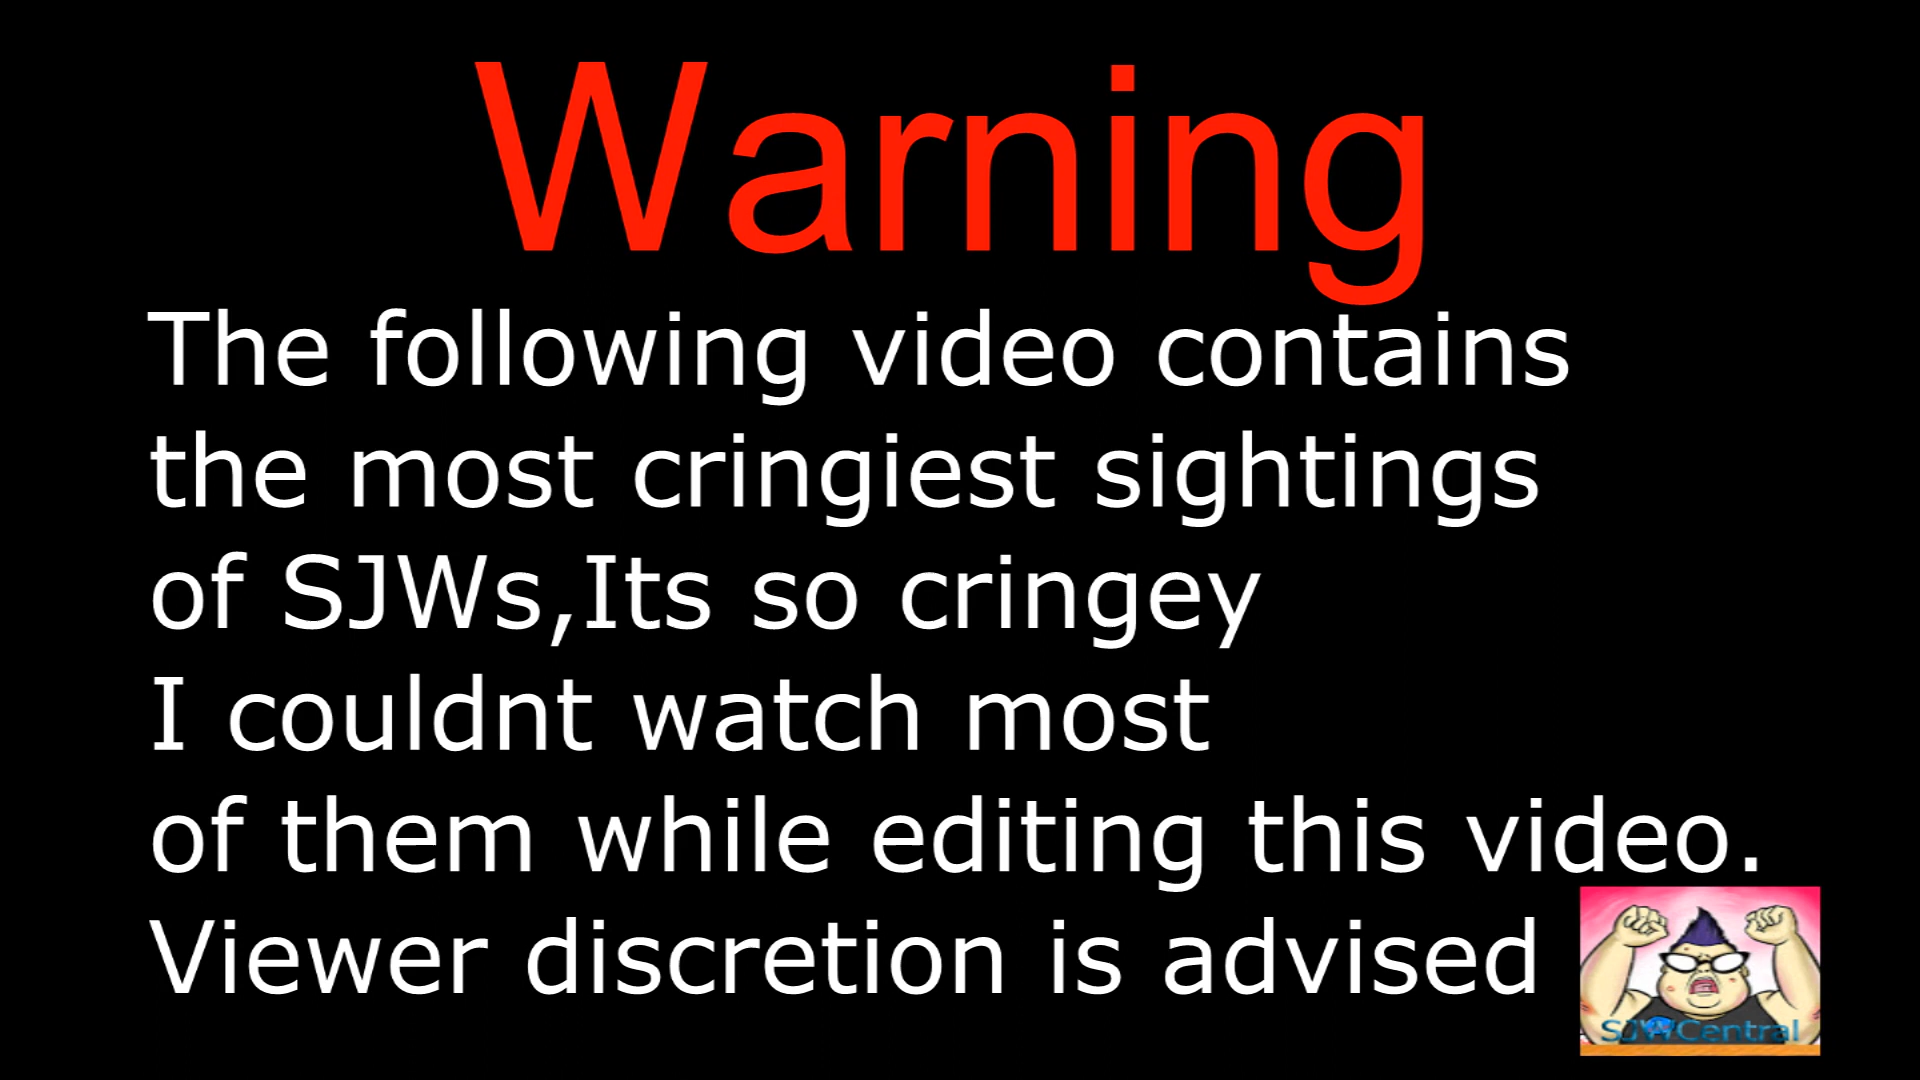 Warning
The following video contains
the most cringiest sightings
of SJWs,Its so cringey
I couldnt watch most
of them while editing this video.
Viewer discretion is advised
SJWCentral